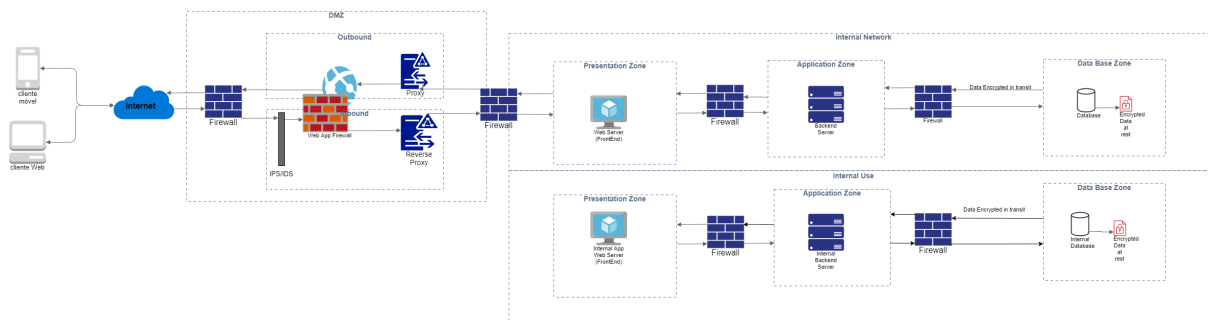 DMZ
Outbound
Internal Network
cliente
móvel
Internet
cliente Web
Firewall
Proxy
Inbound
Web App Firewall
IPS/IDS
Reverse
Proxy
Firewall
Presentation Zone
Web Server
(FrontEnd)
Firewall
Application Zone
Backend
Server
Firewall
Data Encrypted in transit
Data Base Zone
Database
Encrypted
Data
at
rest
Internal Use
Presentation Zone
Internal App
Web Server
(FrontEnd)
Firewall
Application Zone
Internal
Backend
Server
Firewall
Data Encrypted in transit
Data Base Zone
Internal
Database
Encrypted
Data
at
rest